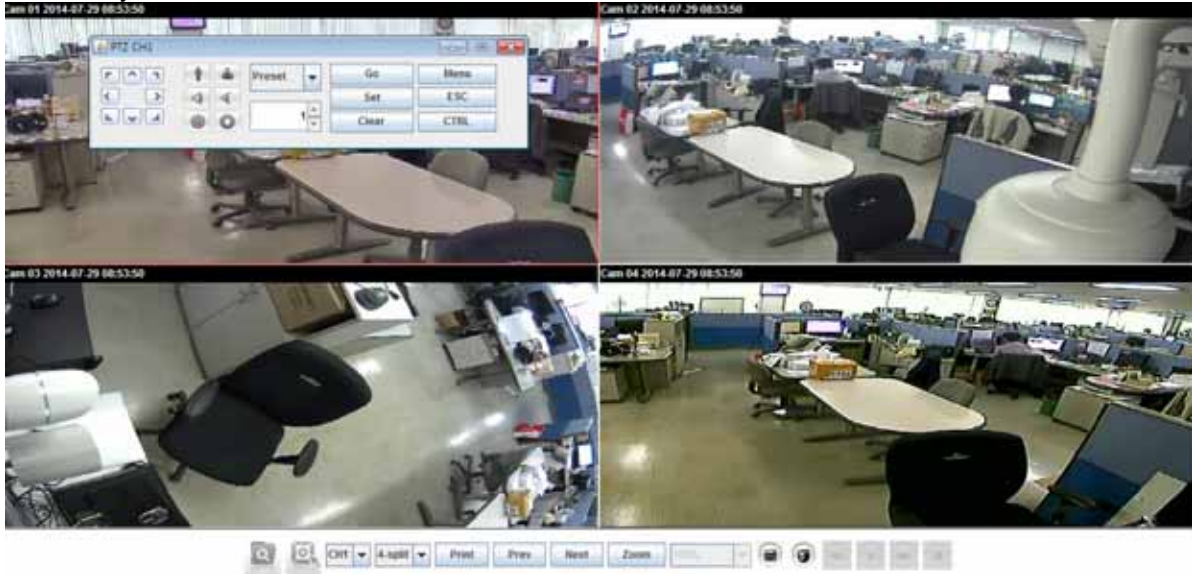 Cam 01 2014-07-29 08:53:50
Cam 02 2014-07-29 08:53:50
PTZ CH1
Preset
Go
Menu
Set
ESC
1
Clear
CTRL
Cam 03 2014-07-29 08:53:50
Cam 04 2014-07-29 08:53:50
CH1 4-split Print Prev Next Zoom